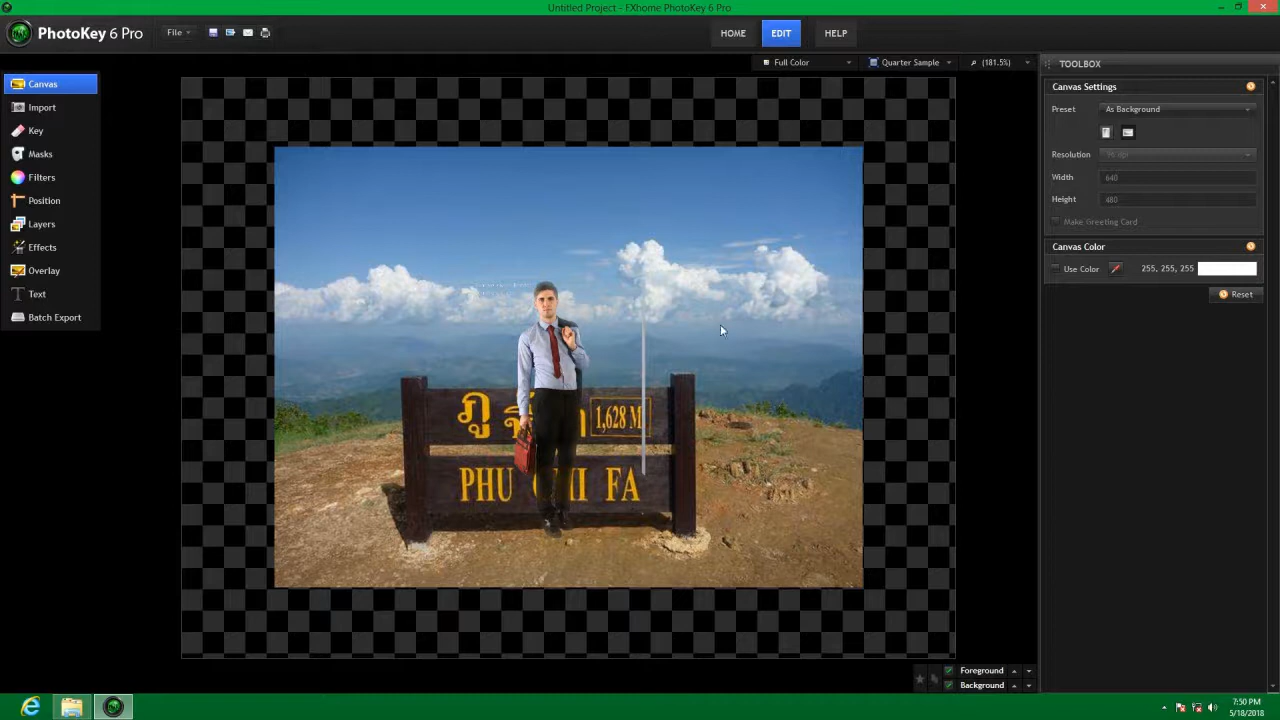 Untitled Project - FXhome PhotoKey 6 Pro
PhotoKey 6 Pro
File
HOME
EDIT
HELP
Full Color
Quarter Sample
(181.5%)
TOOLBOX
Canvas
Import
Key
Masks
Filters
Position
Layers
Effects
Overlay
Text
Batch Export
Canvas Settings
Preset
As Background
Resolution
Width
640
Height
480
Make Greeting Card
Canvas Color
Use Color
255, 255, 255
Reset
1,628 M
PHU FA
Foreground
Background
7:50 PM
5/18/2018